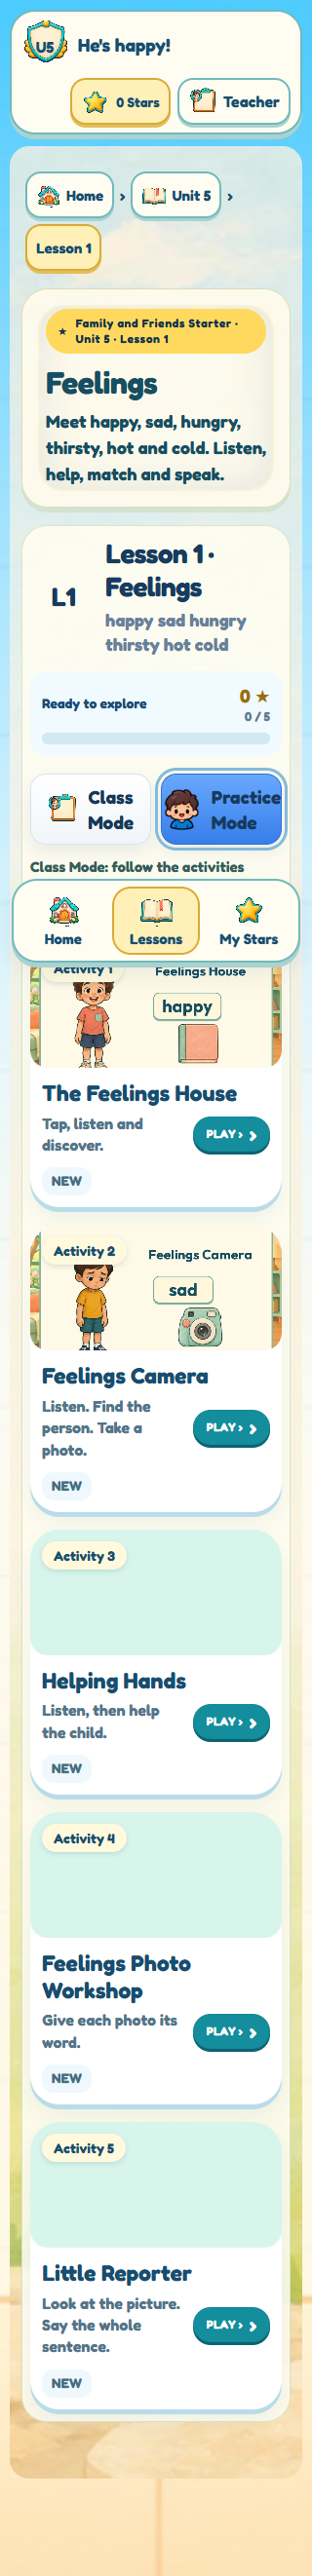 U5
He's happy!
0 Stars
Teacher
Home
›
Unit 5
›
Lesson 1
★ Family and Friends Starter ·
Unit 5 · Lesson 1
Feelings
Meet happy, sad, hungry,
thirsty, hot and cold. Listen,
help, match and speak.
L1
Lesson 1 ·
Feelings
happy sad hungry
thirsty hot cold
Ready to explore
0 ★
0 / 5
Class
Mode
Practice
Mode
Class Mode: follow the activities
Home
Lessons
My Stars
Activity 1
Feelings House
happy
The Feelings House
Tap, listen and
discover.
PLAY › ›
NEW
Activity 2
Feelings Camera
sad
Feelings Camera
Listen. Find the
person. Take a
photo.
PLAY › ›
NEW
Activity 3
Helping Hands
Listen, then help
the child.
PLAY › ›
NEW
Activity 4
Feelings Photo
Workshop
Give each photo its
word.
PLAY › ›
NEW
Activity 5
Little Reporter
Look at the picture.
Say the whole
sentence.
PLAY › ›
NEW